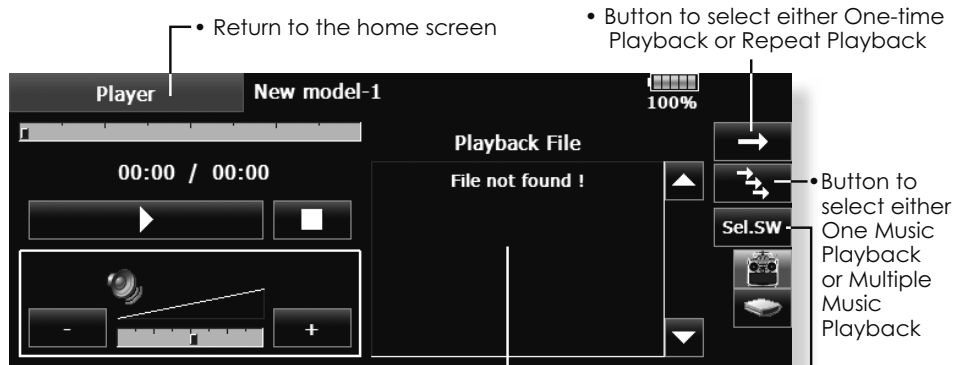 • Return to the home screen
• Button to select either One-time
Playback or Repeat Playback
Player
New model-1
100%
Playback File
00:00 / 00:00
File not found !
Sel.SW
- +
• Button to
select either
One Music
Playback
or Multiple
Music
Playback